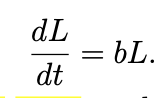 dL/dt = bL.